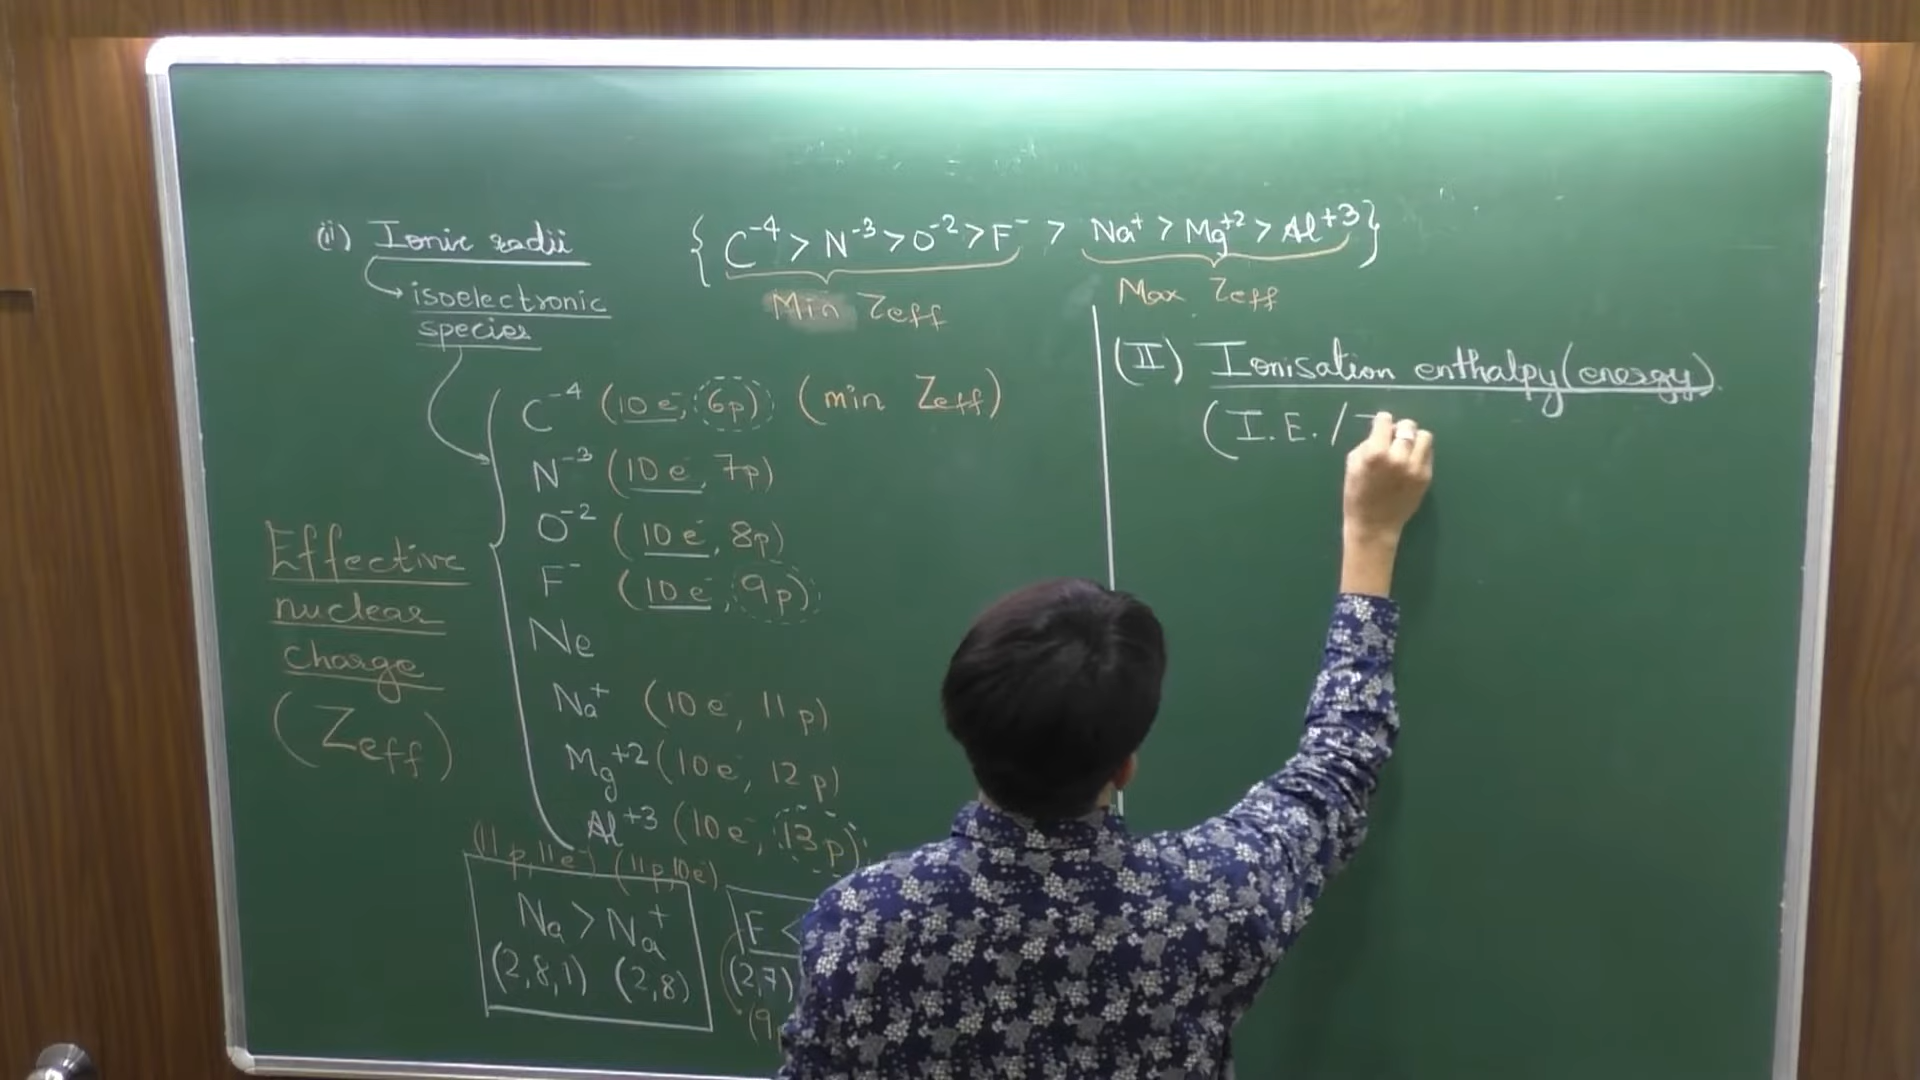 (ii) Ionic radii
{ C⁻⁴ > N⁻³ > O⁻² > F⁻ > Na⁺ > Mg⁺² > Al⁺³ }
Min Zeff
Max Zeff
isoelectronic
species
C⁻⁴ (10e⁻, 6p) (min Zeff)
N⁻³ (10e⁻, 7p)
O⁻² (10e⁻, 8p)
F⁻ (10e⁻, 9p)
Ne
Na⁺ (10e⁻, 11p)
Mg⁺² (10e⁻, 12p)
Al⁺³ (10e⁻, 13p)
Effective
nuclear
charge
(Zeff)
(11p, 11e⁻) (11p, 10e⁻)
Na > Na⁺
(2,8,1) (2,8)
F <
(2,7)
(9
(II) Ionisation enthalpy (energy)
(I.E. /